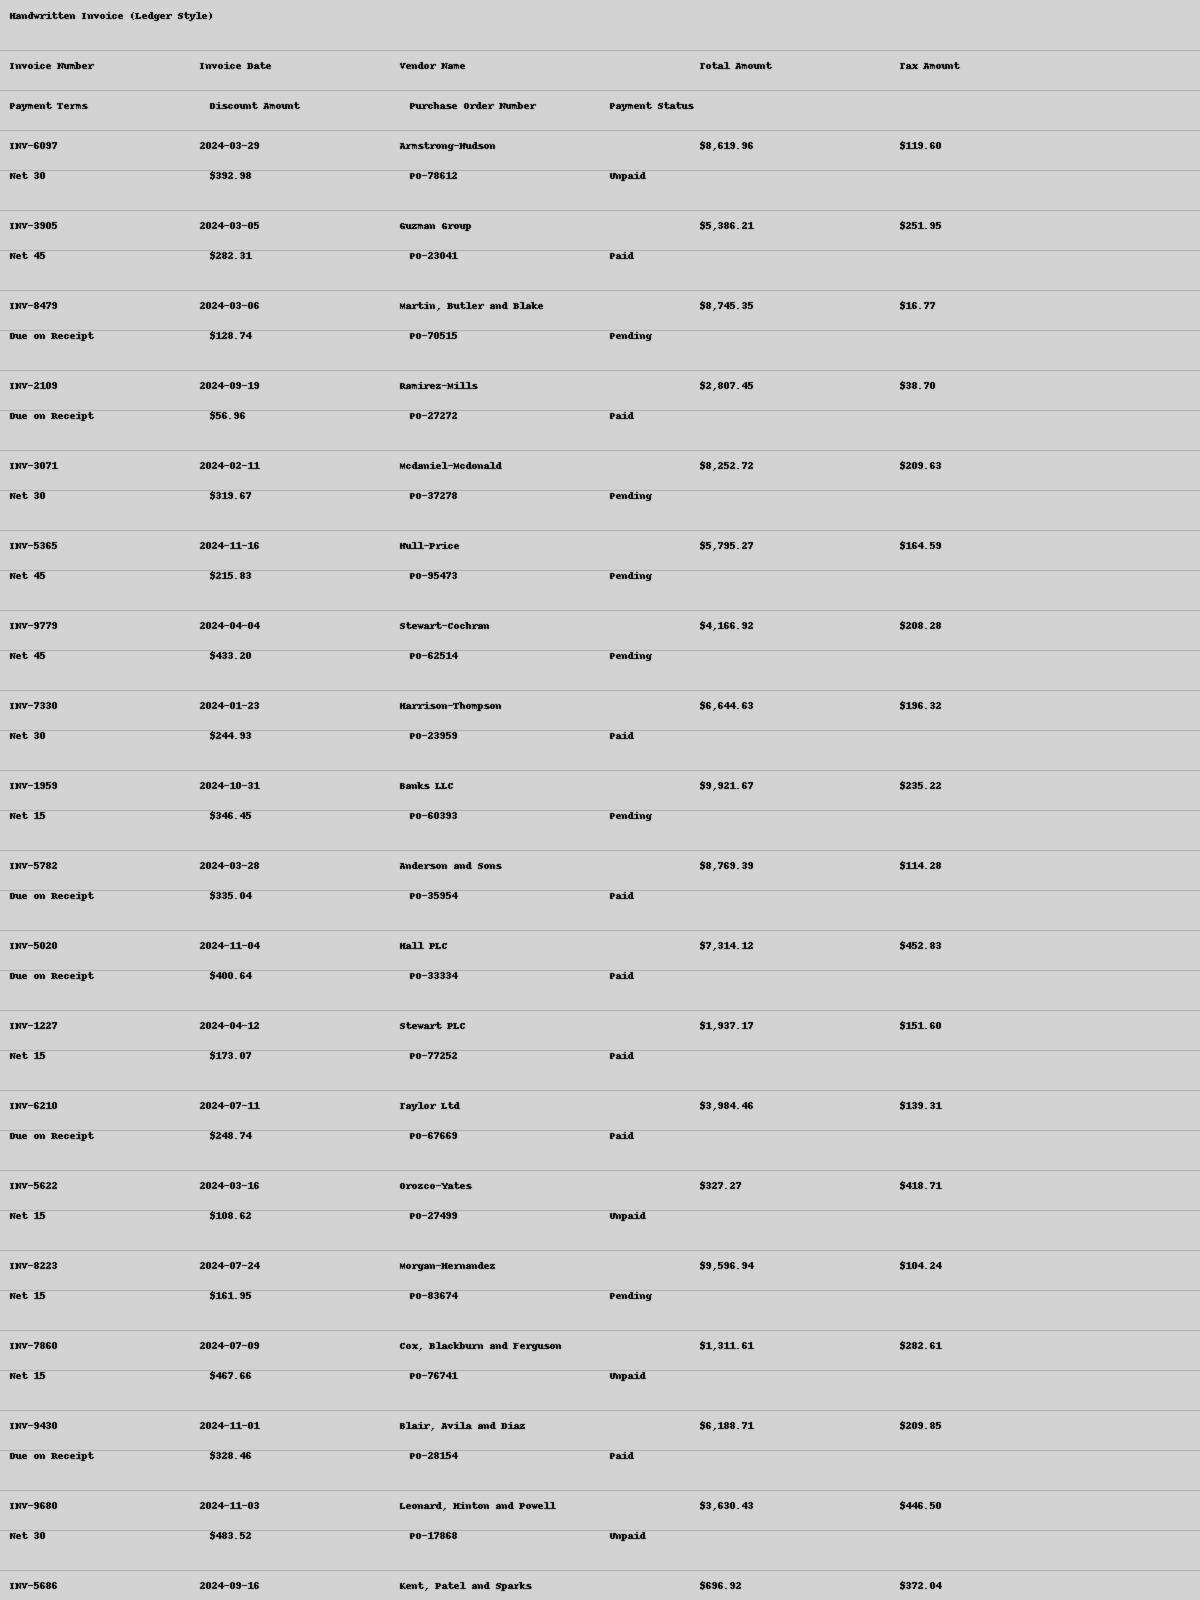 Handwritten Invoice (Ledger Style)
Invoice Number Invoice Date Vendor Name Total Amount Tax Amount
Payment Terms Discount Amount Purchase Order Number Payment Status
INV-6097 2024-03-29 Armstrong-Hudson $8,619.96 $119.60
Net 30 $392.98 PO-78612 Unpaid
INV-3905 2024-03-05 Guzman Group $5,386.21 $251.95
Net 45 $282.31 PO-23041 Paid
INV-8479 2024-03-06 Martin, Butler and Blake $8,745.35 $16.77
Due on Receipt $128.74 PO-70515 Pending
INV-2109 2024-09-19 Ramirez-Mills $2,807.45 $38.70
Due on Receipt $56.96 PO-27272 Paid
INV-3071 2024-02-11 Mcdaniel-Mcdonald $8,252.72 $209.63
Net 30 $319.67 PO-37278 Pending
INV-5365 2024-11-16 Hull-Price $5,795.27 $164.59
Net 45 $215.83 PO-95473 Pending
INV-9779 2024-04-04 Stewart-Cochran $4,166.92 $208.28
Net 45 $433.20 PO-62514 Pending
INV-7330 2024-01-23 Harrison-Thompson $6,644.63 $196.32
Net 30 $244.93 PO-23959 Paid
INV-1959 2024-10-31 Banks LLC $9,921.67 $235.22
Net 15 $346.45 PO-60393 Pending
INV-5782 2024-03-28 Anderson and Sons $8,769.39 $114.28
Due on Receipt $335.04 PO-35954 Paid
INV-5020 2024-11-04 Hall PLC $7,314.12 $452.83
Due on Receipt $400.64 PO-33334 Paid
INV-1227 2024-04-12 Stewart PLC $1,937.17 $151.60
Net 15 $173.07 PO-77252 Paid
INV-6210 2024-07-11 Taylor Ltd $3,984.46 $139.31
Due on Receipt $248.74 PO-67669 Paid
INV-5622 2024-03-16 Orozco-Yates $327.27 $418.71
Net 15 $108.62 PO-27499 Unpaid
INV-8223 2024-07-24 Morgan-Hernandez $9,596.94 $104.24
Net 15 $161.95 PO-83674 Pending
INV-7860 2024-07-09 Cox, Blackburn and Ferguson $1,311.61 $282.61
Net 15 $467.66 PO-76741 Unpaid
INV-9430 2024-11-01 Blair, Avila and Diaz $6,188.71 $209.85
Due on Receipt $328.46 PO-28154 Paid
INV-9680 2024-11-03 Leonard, Hinton and Powell $3,630.43 $446.50
Net 30 $483.52 PO-17868 Unpaid
INV-5686 2024-09-16 Kent, Patel and Sparks $696.92 $372.04